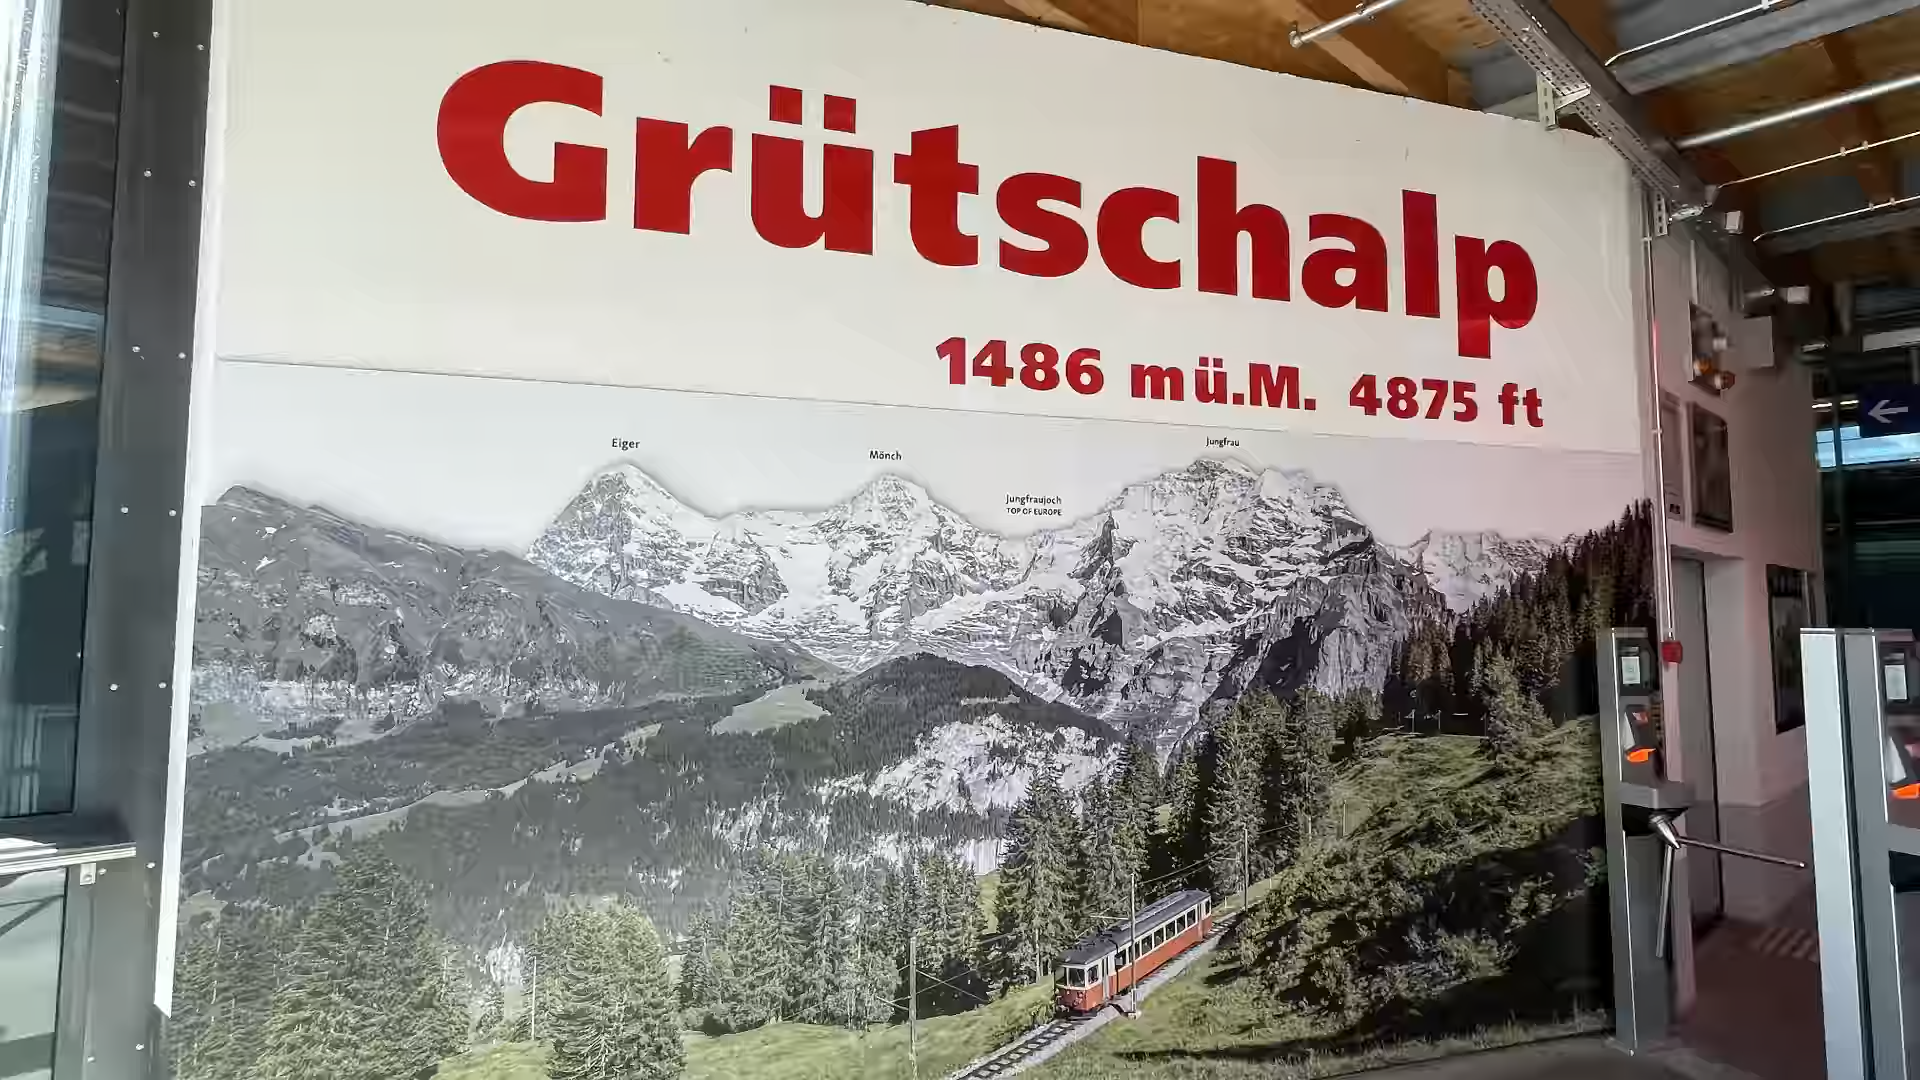 Grütschalp
1486 mü.M. 4875 ft
Eiger
Mönch
Jungfraujoch
TOP OF EUROPE
Jungfrau